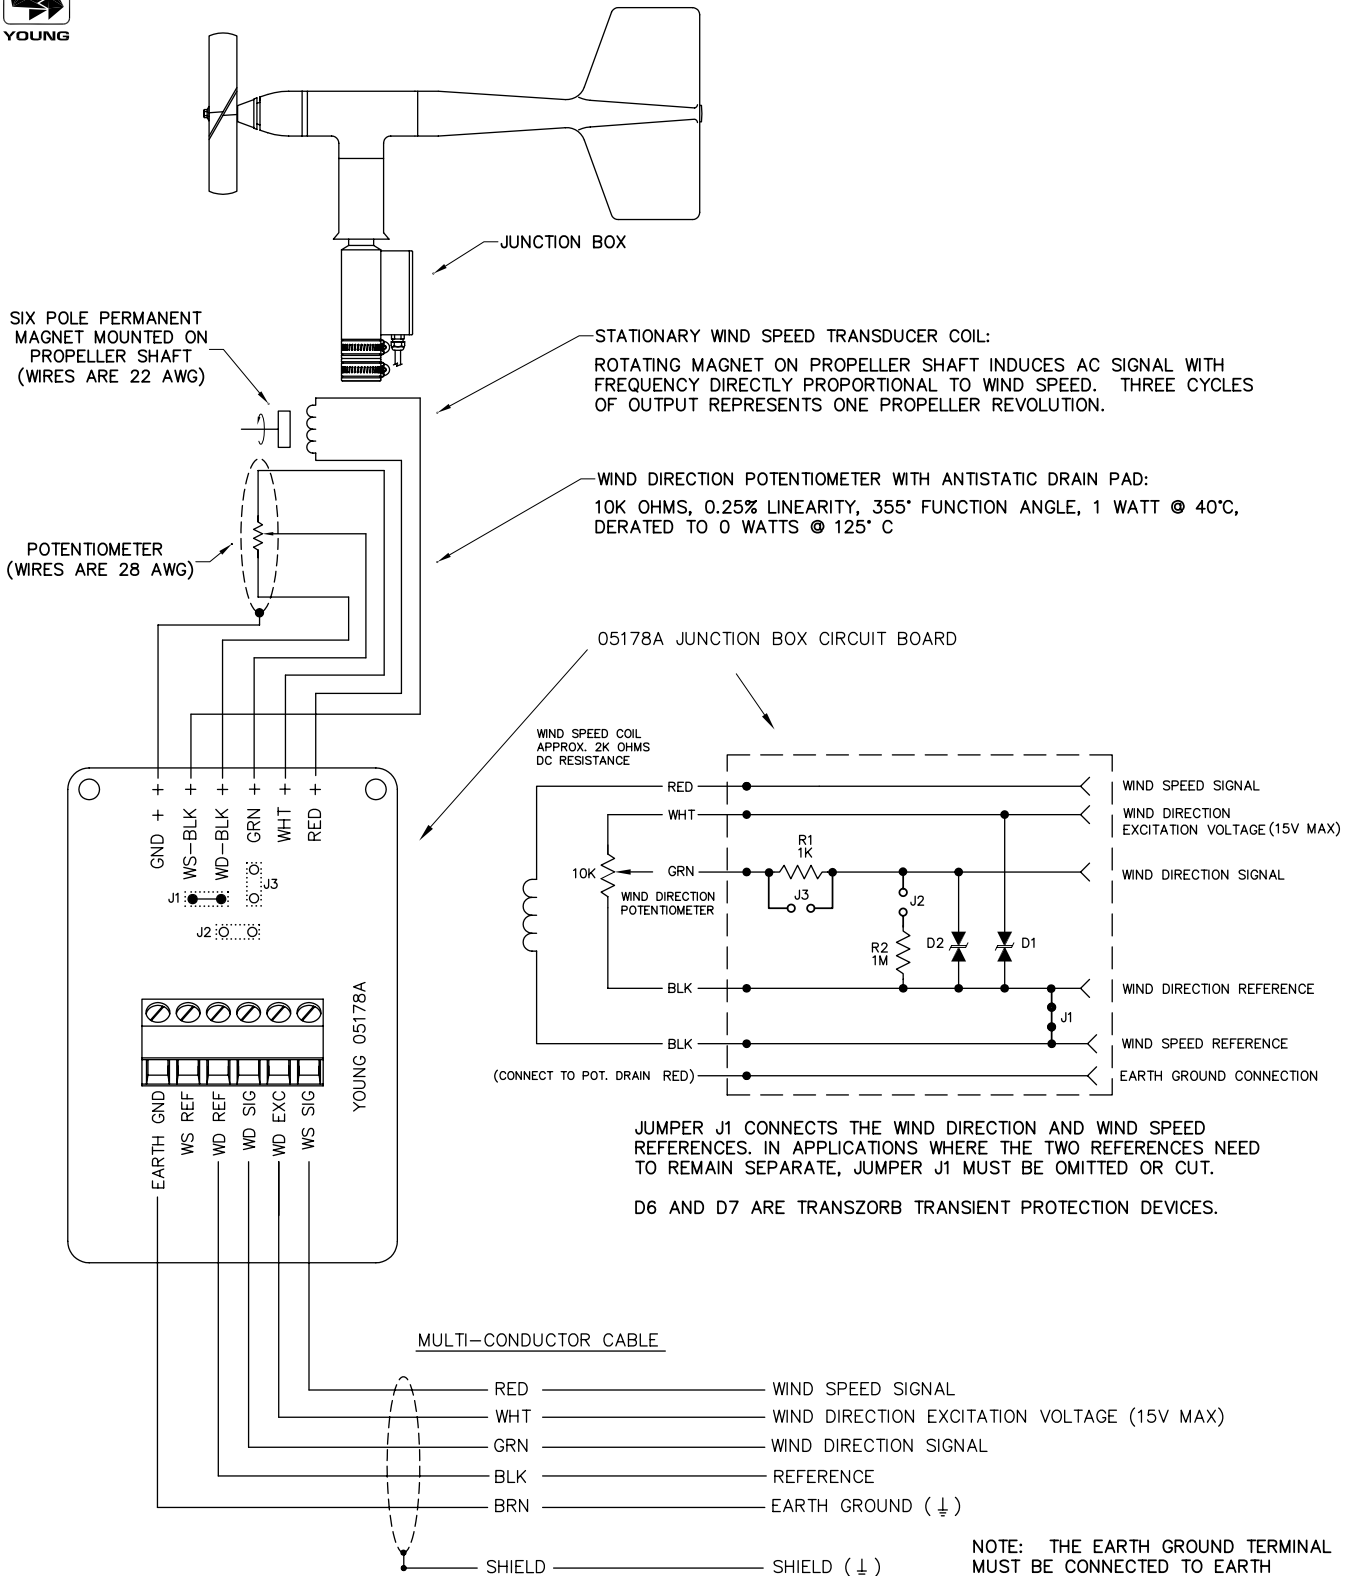 YOUNG
JUNCTION BOX
SIX POLE PERMANENT
MAGNET MOUNTED ON
PROPELLER SHAFT
(WIRES ARE 22 AWG)
STATIONARY WIND SPEED TRANSDUCER COIL:
ROTATING MAGNET ON PROPELLER SHAFT INDUCES AC SIGNAL WITH
FREQUENCY DIRECTLY PROPORTIONAL TO WIND SPEED. THREE CYCLES
OF OUTPUT REPRESENTS ONE PROPELLER REVOLUTION.
WIND DIRECTION POTENTIOMETER WITH ANTISTATIC DRAIN PAD:
10K OHMS, 0.25% LINEARITY, 355° FUNCTION ANGLE, 1 WATT @ 40°C,
DERATED TO 0 WATTS @ 125° C
POTENTIOMETER
(WIRES ARE 28 AWG)
05178A JUNCTION BOX CIRCUIT BOARD
GND +
WS-BLK +
WD-BLK +
GRN +
WHT +
RED +
J3
J1
J2
YOUNG 05178A
EARTH GND
WS REF
WD REF
WD SIG
WD EXC
WS SIG
WIND SPEED COIL
APPROX. 2K OHMS
DC RESISTANCE
RED
WIND SPEED SIGNAL
WHT
WIND DIRECTION
EXCITATION VOLTAGE (15V MAX)
R1
1K
10K
GRN
WIND DIRECTION SIGNAL
J3
WIND DIRECTION
POTENTIOMETER
J2
R2
1M
D2
D1
BLK
WIND DIRECTION REFERENCE
J1
BLK
WIND SPEED REFERENCE
(CONNECT TO POT. DRAIN RED)
EARTH GROUND CONNECTION
JUMPER J1 CONNECTS THE WIND DIRECTION AND WIND SPEED
REFERENCES. IN APPLICATIONS WHERE THE TWO REFERENCES NEED
TO REMAIN SEPARATE, JUMPER J1 MUST BE OMITTED OR CUT.
D6 AND D7 ARE TRANSZORB TRANSIENT PROTECTION DEVICES.
MULTI-CONDUCTOR CABLE
RED WIND SPEED SIGNAL
WHT WIND DIRECTION EXCITATION VOLTAGE (15V MAX)
GRN WIND DIRECTION SIGNAL
BLK REFERENCE
BRN EARTH GROUND (⏚)
SHIELD SHIELD (⏚)
NOTE: THE EARTH GROUND TERMINAL
MUST BE CONNECTED TO EARTH